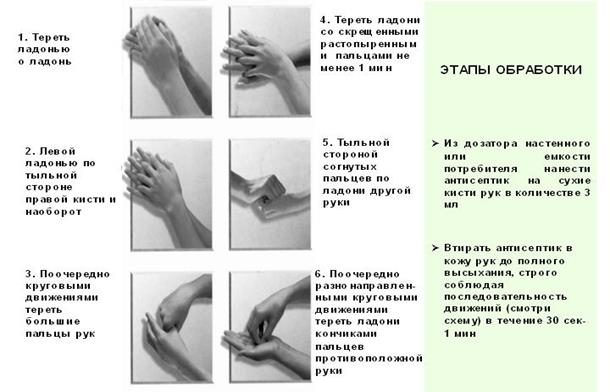 1. Тереть
ладонью
о ладонь
2. Левой
ладонью по
тыльной
стороне
правой кисти и
наоборот
3. Поочередно
круговыми
движениями
тереть
большие
пальцы рук
4. Тереть ладони
со скрещенными
растопыренным
и пальцами не
менее 1 мин
5. Тыльной
стороной
согнутых
пальцев по
ладони другой
руки
6. Поочередно
разнонаправлен-
ными круговыми
движениями
тереть ладони
кончиками
пальцев
противоположной
руки
ЭТАПЫ ОБРАБОТКИ
➢ Из дозатора настенного
или емкости
потребителя нанести
антисептик на сухие
кисти рук в количестве 3
мл
➢ Втирать антисептик в
кожу рук до полного
высыхания, строго
соблюдая
последовательность
движений (смотри
схему) в течение 30 сек-
1 мин